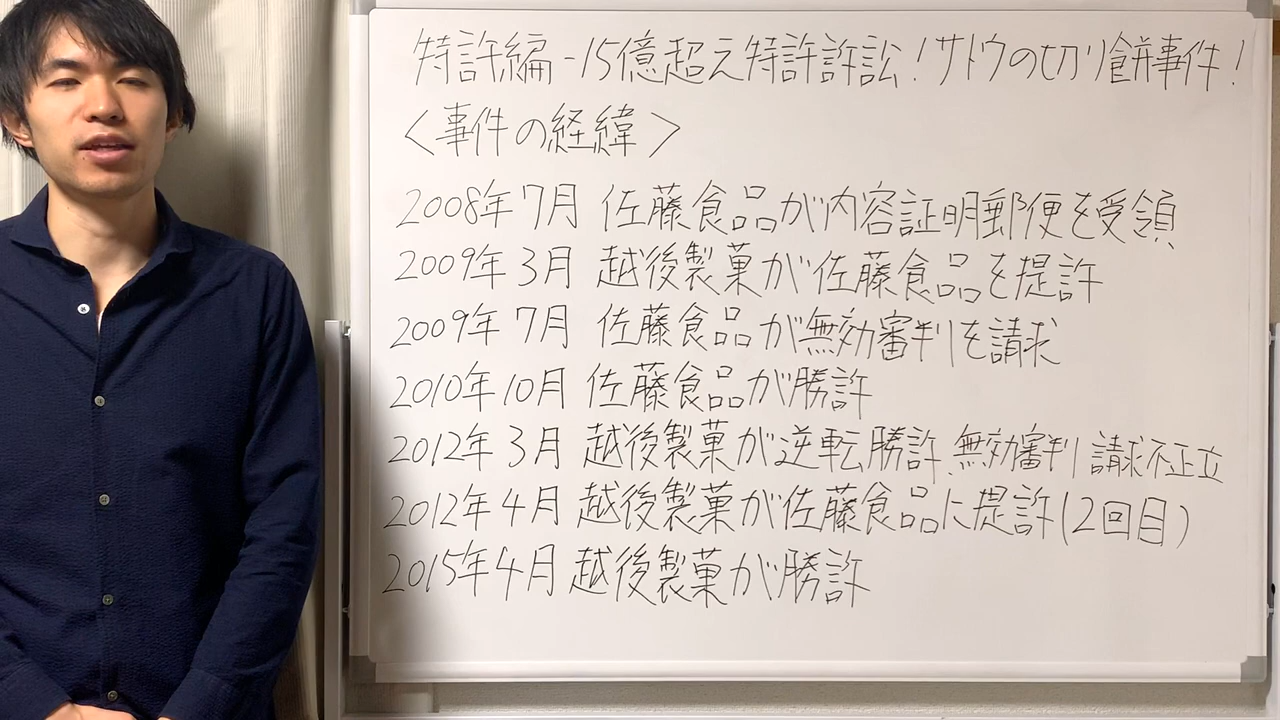 特許編-15億超え特許許訟!サトウの切り餅事件!
<事件の経緯>
2008年7月 佐藤食品が内容証明郵便を受領
2009年3月 越後製菓が佐藤食品を提許
2009年7月 佐藤食品が無効審判を請求
2010年10月 佐藤食品が勝許
2012年3月 越後製菓が逆転勝許 無効審判請求不正立
2012年4月 越後製菓が佐藤食品に提許(2回目)
2015年4月 越後製菓が勝許